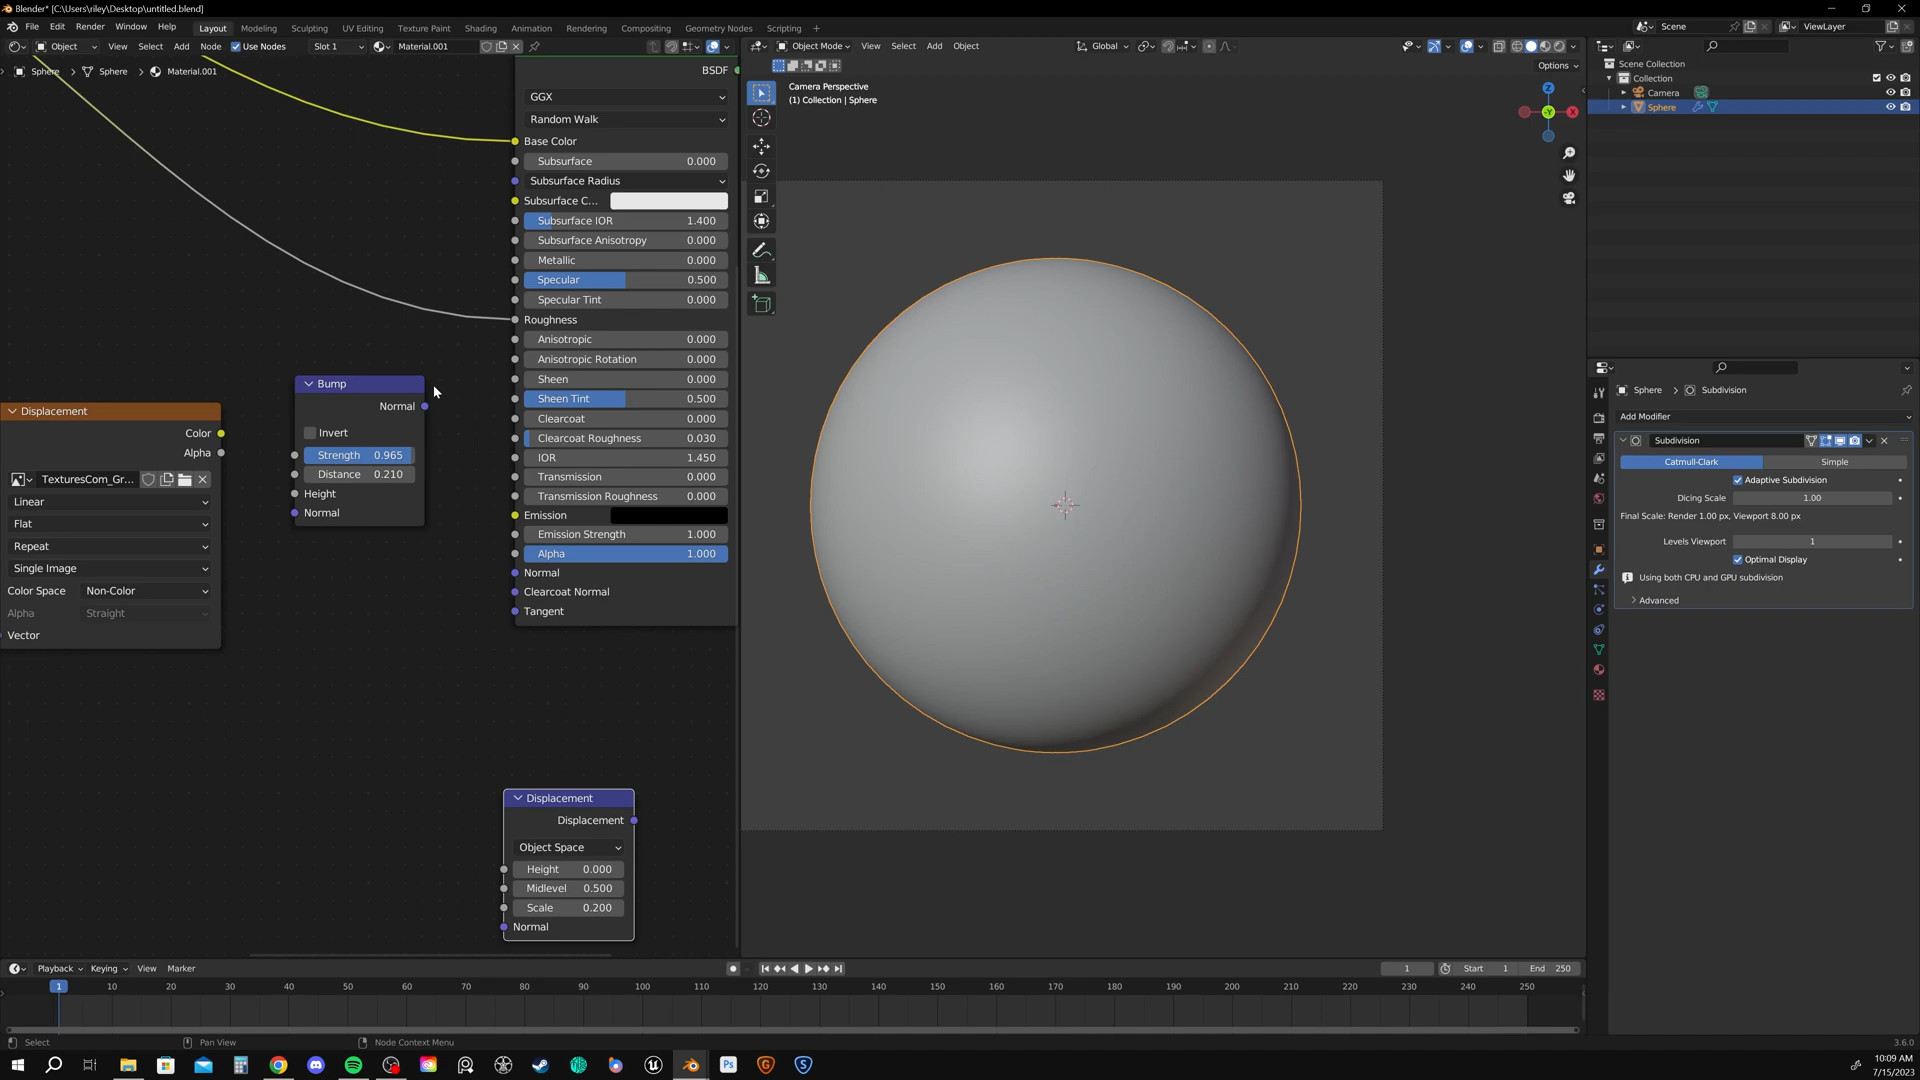 Blender* [C:\Users\riley\Desktop\untitled.blend]
File Edit Render Window Help Layout Modeling Sculpting UV Editing Texture Paint Shading Animation Rendering Compositing Geometry Nodes Scripting + Scene ViewLayer
Object View Select Add Node Use Nodes Slot 1 Material.001
Object Mode View Select Add Object Global
Options
Sphere > Sphere > Material.001
Camera Perspective
(1) Collection | Sphere
Z
Y
X
Scene Collection
Collection
Camera
Sphere
BSDF
GGX
Random Walk
Base Color
Subsurface 0.000
Subsurface Radius
Subsurface C...
Subsurface IOR 1.400
Subsurface Anisotropy 0.000
Metallic 0.000
Specular 0.500
Specular Tint 0.000
Roughness
Anisotropic 0.000
Anisotropic Rotation 0.000
Sheen 0.000
Sheen Tint 0.500
Clearcoat 0.000
Clearcoat Roughness 0.030
IOR 1.450
Transmission 0.000
Transmission Roughness 0.000
Emission
Emission Strength 1.000
Alpha 1.000
Normal
Clearcoat Normal
Tangent
Bump
Normal
Invert
Strength 0.965
Distance 0.210
Height
Normal
Displacement
Color
Alpha
TexturesCom_Gr...
Linear
Flat
Repeat
Single Image
Color Space Non-Color
Alpha Straight
Vector
Displacement
Displacement
Object Space
Height 0.000
Midlevel 0.500
Scale 0.200
Normal
Sphere > Subdivision
Add Modifier
Subdivision
Catmull-Clark Simple
Adaptive Subdivision
Dicing Scale 1.00
Final Scale: Render 1.00 px, Viewport 8.00 px
Levels Viewport 1
Optimal Display
Using both CPU and GPU subdivision
Advanced
Playback Keying View Marker 1 Start 1 End 250
1 10 20 30 40 50 60 70 80 90 100 110 120 130 140 150 160 170 180 190 200 210 220 230 240 250
Select Pan View Node Context Menu 3.6.0
Ps
10:09 AM
7/15/2023